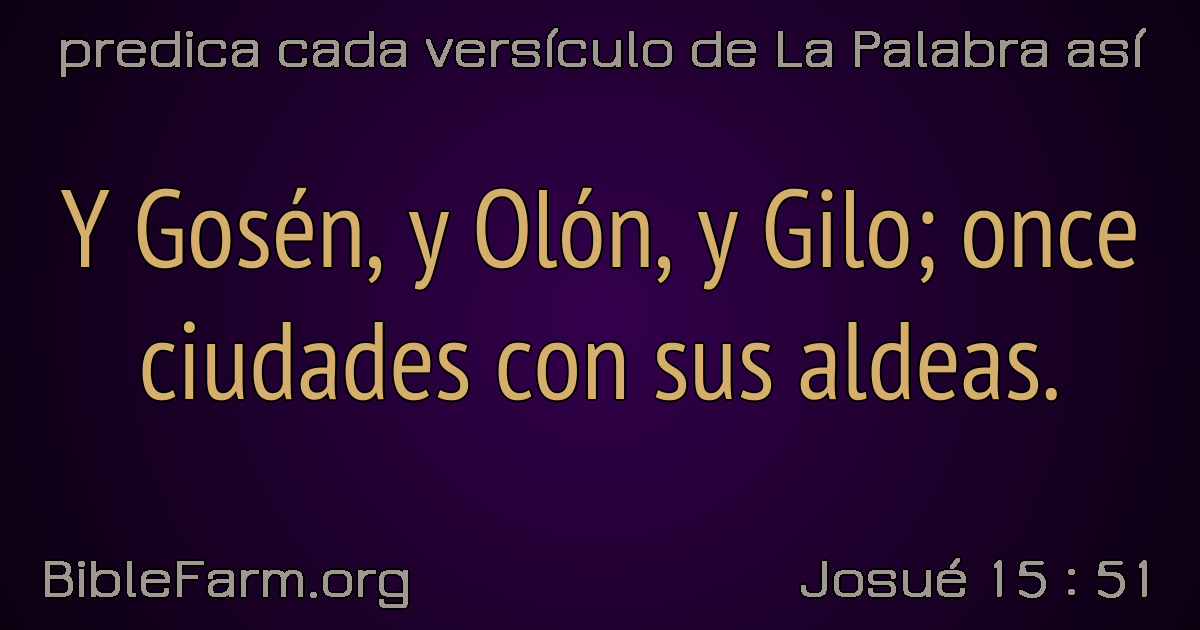 predica cada versículo de La Palabra así
Y Gosén, y Olón, y Gilo; once
ciudades con sus aldeas.
BibleFarm.org
Josué 15 : 51